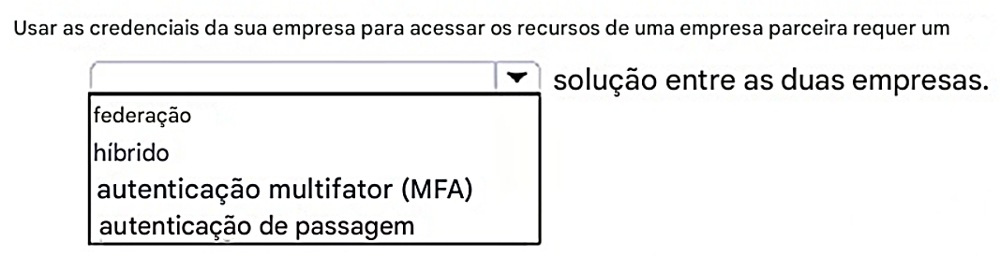 Usar as credenciais da sua empresa para acessar os recursos de uma empresa parceira requer um
solução entre as duas empresas.
federação
híbrido
autenticação multifator (MFA)
autenticação de passagem